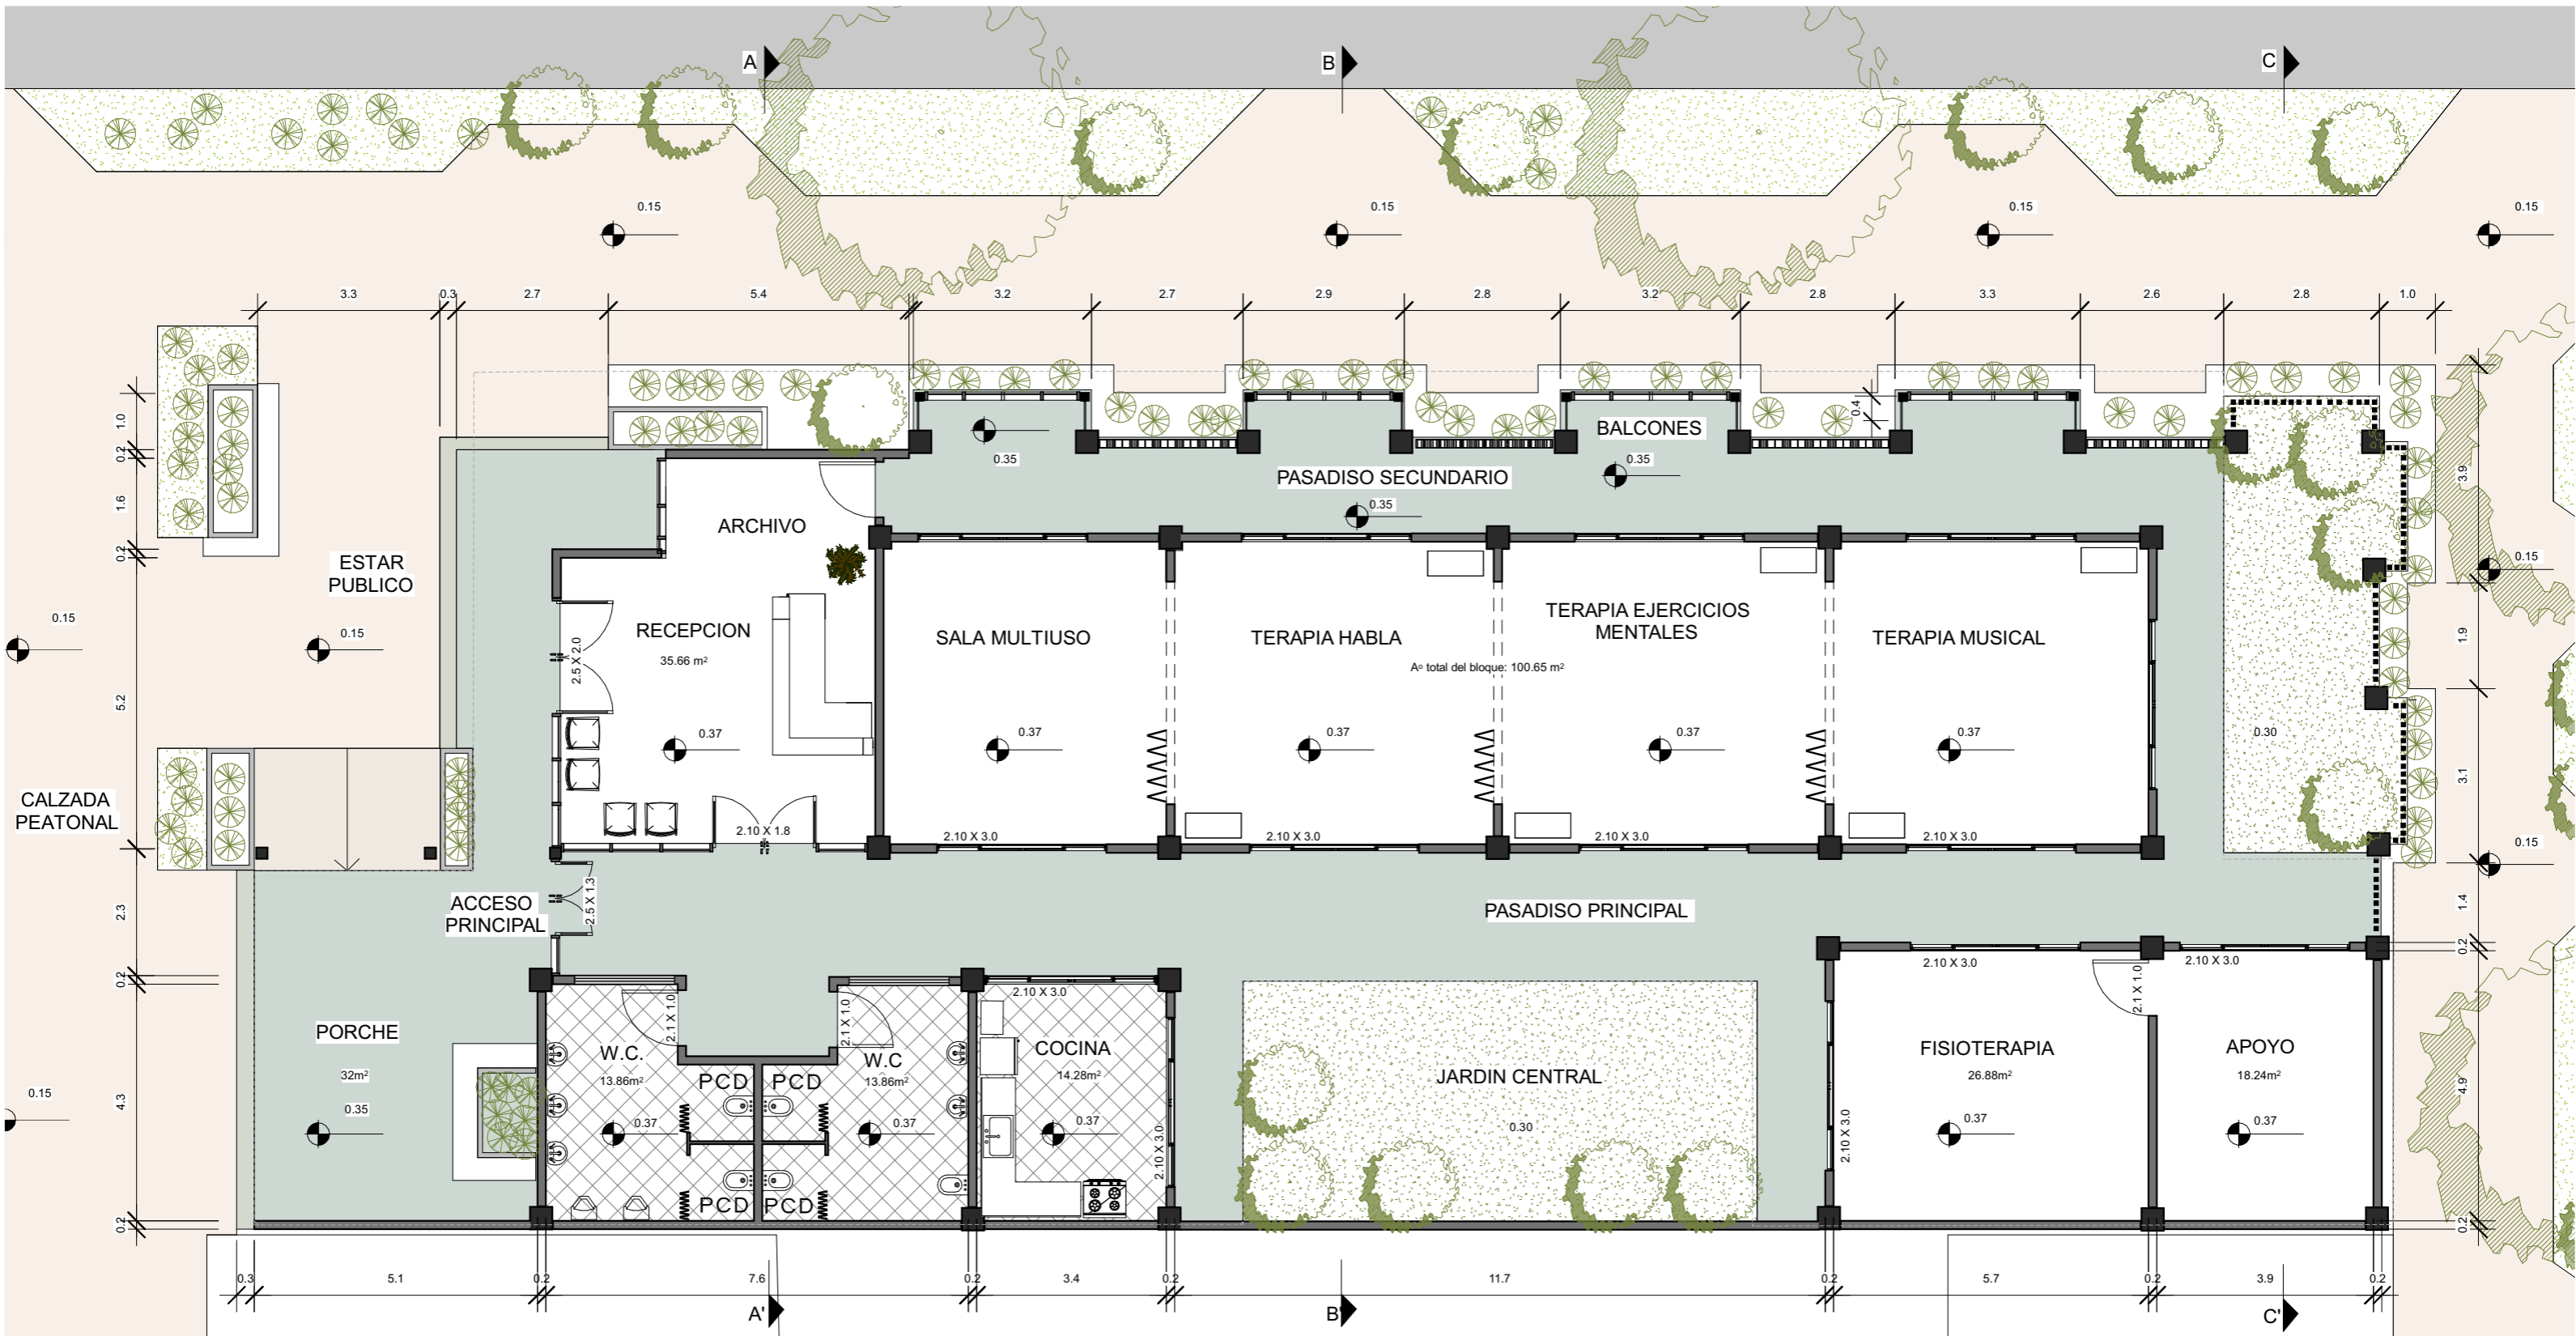 A
B
C
0.15
0.15
0.15
0.15
3.3
0.3
2.7
5.4
3.2
2.7
2.9
2.8
3.2
2.8
3.3
2.6
2.8
1.0
1.0
0.2
1.6
0.2
5.2
2.3
0.2
4.3
0.2
0.4
BALCONES
0.35
0.35
PASADISO SECUNDARIO
0.35
ARCHIVO
ESTAR
PUBLICO
0.15
0.15
RECEPCION
35.66 m²
2.5 X 2.0
0.37
2.10 X 1.8
SALA MULTIUSO
0.37
2.10 X 3.0
TERAPIA HABLA
0.37
2.10 X 3.0
Aº total del bloque: 100.65 m²
TERAPIA EJERCICIOS
MENTALES
0.37
2.10 X 3.0
TERAPIA MUSICAL
0.37
2.10 X 3.0
0.30
3.9
0.15
1.9
3.1
0.15
1.4
0.2
4.9
0.2
CALZADA
PEATONAL
ACCESO
PRINCIPAL
2.5 X 1.3
PASADISO PRINCIPAL
PORCHE
32m²
0.35
0.15
W.C.
13.86m²
2.1 X 1.0
0.37
PCD
PCD
PCD
PCD
2.1 X 1.0
W.C
13.86m²
0.37
2.10 X 3.0
COCINA
14.28m²
0.37
2.10 X 3.0
JARDIN CENTRAL
0.30
2.10 X 3.0
FISIOTERAPIA
26.88m²
0.37
2.10 X 3.0
2.1 X 1.0
2.10 X 3.0
APOYO
18.24m²
0.37
0.3
5.1
0.2
7.6
0.2
3.4
0.2
11.7
0.2
5.7
0.2
3.9
0.2
A'
B'
C'